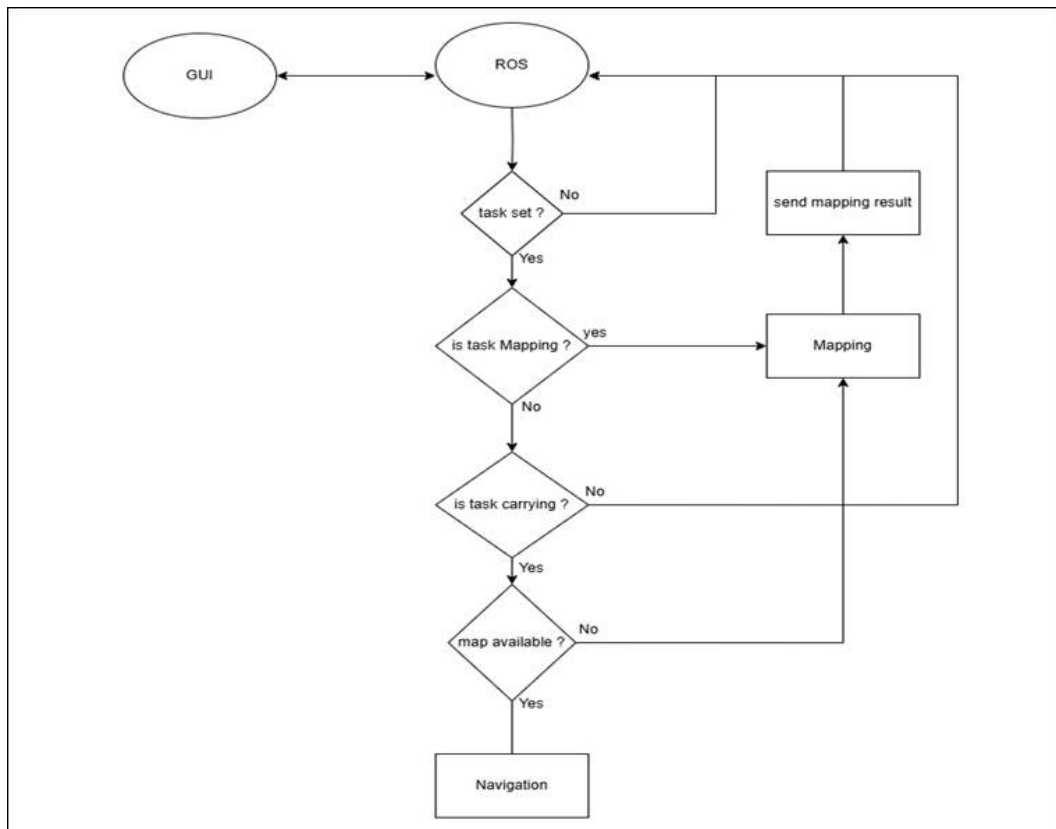 GUI
ROS
task set ?
No
Yes
send mapping result
is task Mapping ?
yes
Mapping
No
is task carrying ?
No
Yes
map available ?
No
Yes
Navigation